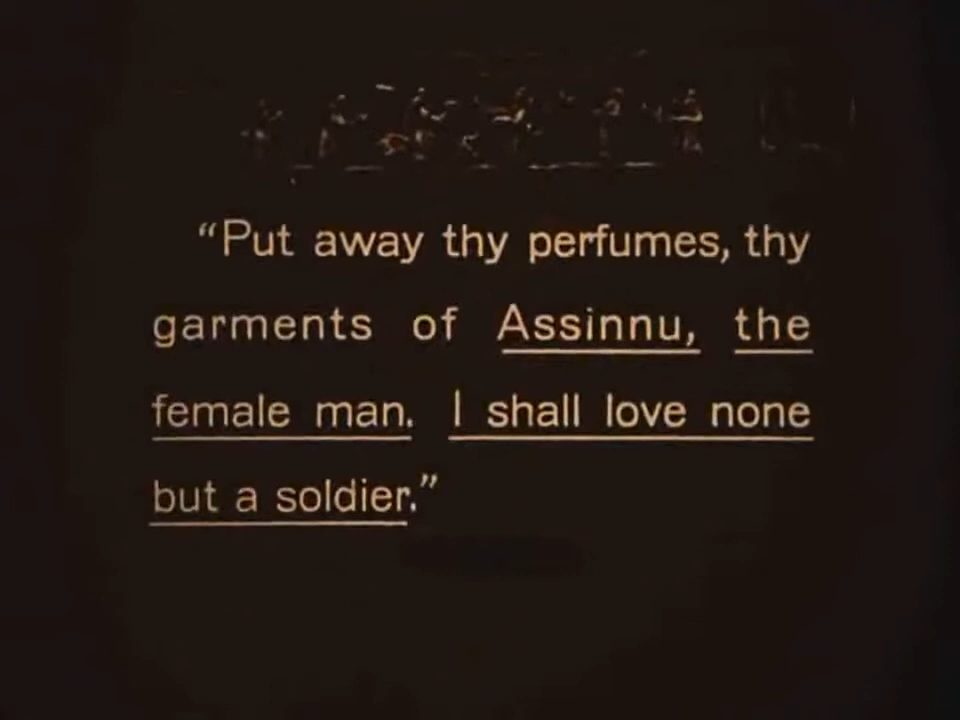 “Put away thy perfumes, thy
garments of Assinnu, the
female man. I shall love none
but a soldier.”